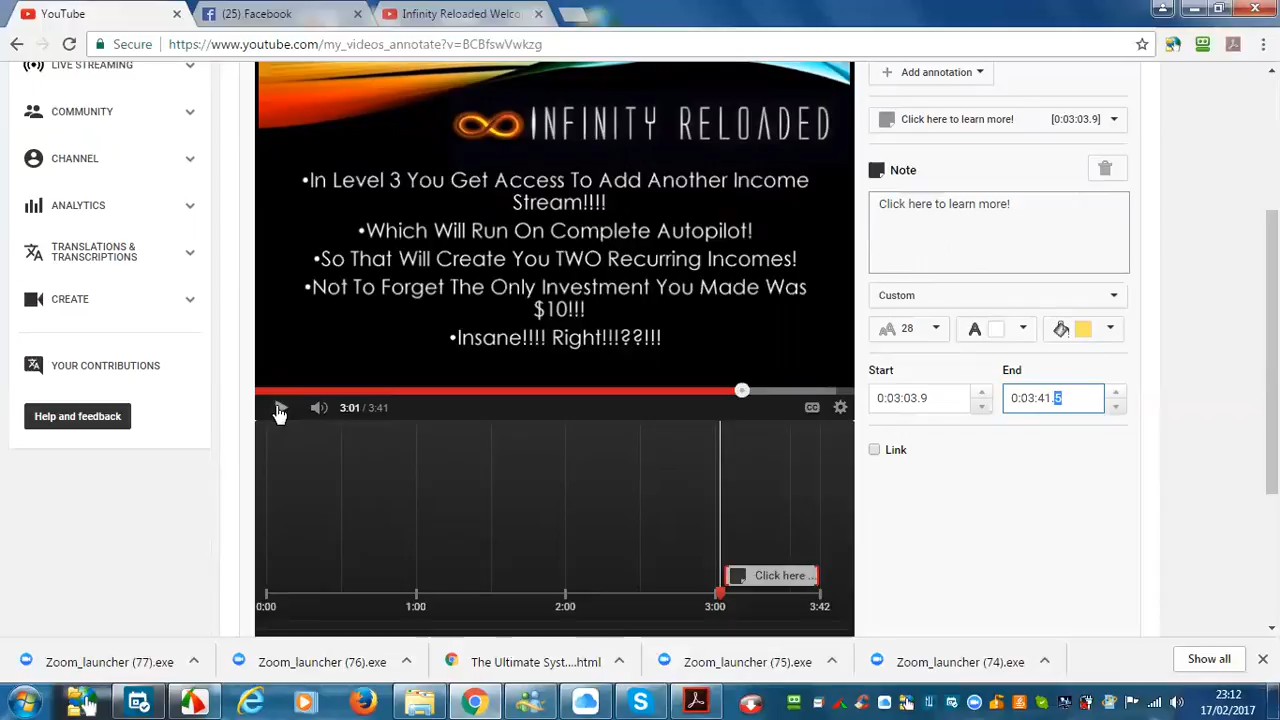 YouTube
(25) Facebook
Infinity Reloaded Welco
Secure
https://www.youtube.com/my_videos_annotate?v=BCBfswVwkzg
LIVE STREAMING
COMMUNITY
CHANNEL
ANALYTICS
TRANSLATIONS &
TRANSCRIPTIONS
CREATE
YOUR CONTRIBUTIONS
Help and feedback
INFINITY RELOADED
•In Level 3 You Get Access To Add Another Income
Stream!!!!
•Which Will Run On Complete Autopilot!
•So That Will Create You TWO Recurring Incomes!
•Not To Forget The Only Investment You Made Was
$10!!!
•Insane!!!! Right!!!??!!!
3:01 / 3:41
CC
Click here ...
0:00
1:00
2:00
3:00
3:42
+ Add annotation
Click here to learn more! [0:03:03.9]
Note
Click here to learn more!
Custom
AA 28
A
Start
End
0:03:03.9
0:03:41.5
Link
Zoom_launcher (77).exe
Zoom_launcher (76).exe
The Ultimate Syst....html
Zoom_launcher (75).exe
Zoom_launcher (74).exe
Show all
23:12
17/02/2017